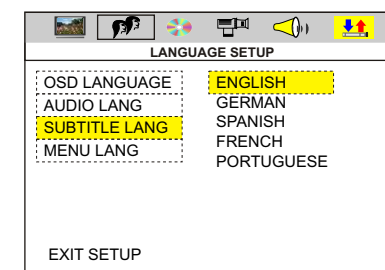 LANGUAGE SETUP
OSD LANGUAGE
AUDIO LANG
SUBTITLE LANG
MENU LANG
ENGLISH
GERMAN
SPANISH
FRENCH
PORTUGUESE
EXIT SETUP